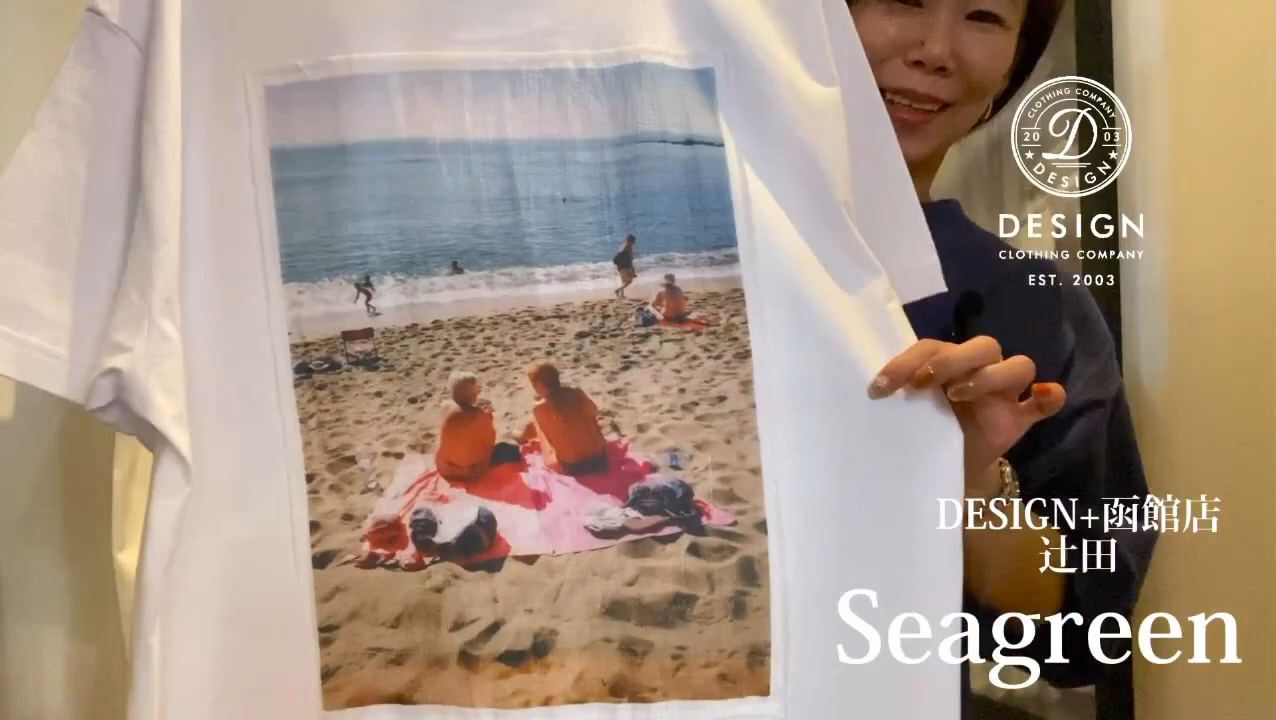 CLOTHING COMPANY
20 D 03
DESIGN
DESIGN
CLOTHING COMPANY
EST. 2003
DESIGN+函館店
辻田
Seagreen